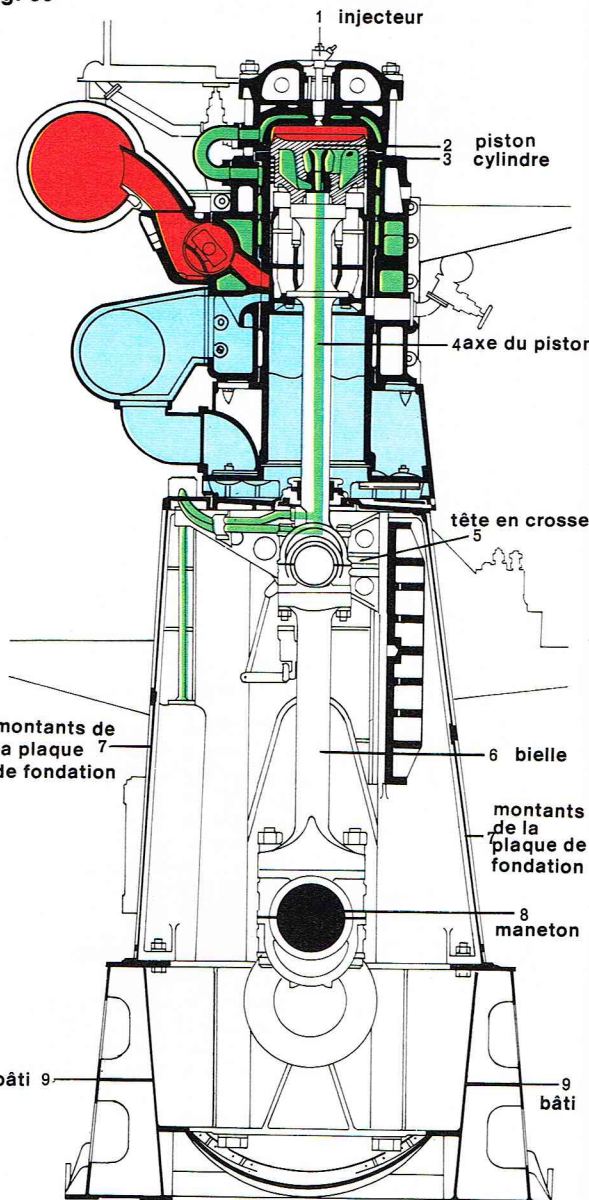 1 injecteur
2 piston
3 cylindre
4 axe du piston
tête en crosse
5
montants de
la plaque 7
de fondation
6 bielle
montants
de la
7 plaque de
fondation
8
maneton
bâti 9
9
bâti